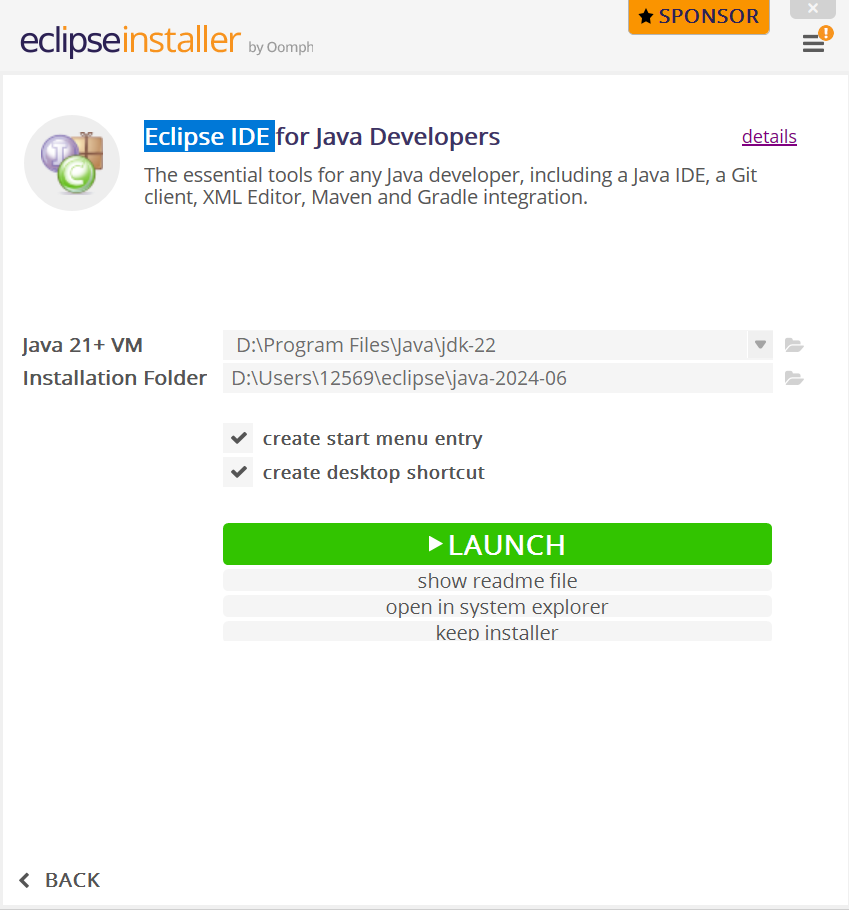 SPONSOR
eclipseinstaller by Oomph
Eclipse IDE for Java Developers
details
The essential tools for any Java developer, including a Java IDE, a Git
client, XML Editor, Maven and Gradle integration.
Java 21+ VM
D:\Program Files\Java\jdk-22
Installation Folder
D:\Users\12569\eclipse\java-2024-06
create start menu entry
create desktop shortcut
LAUNCH
show readme file
open in system explorer
keep installer
BACK